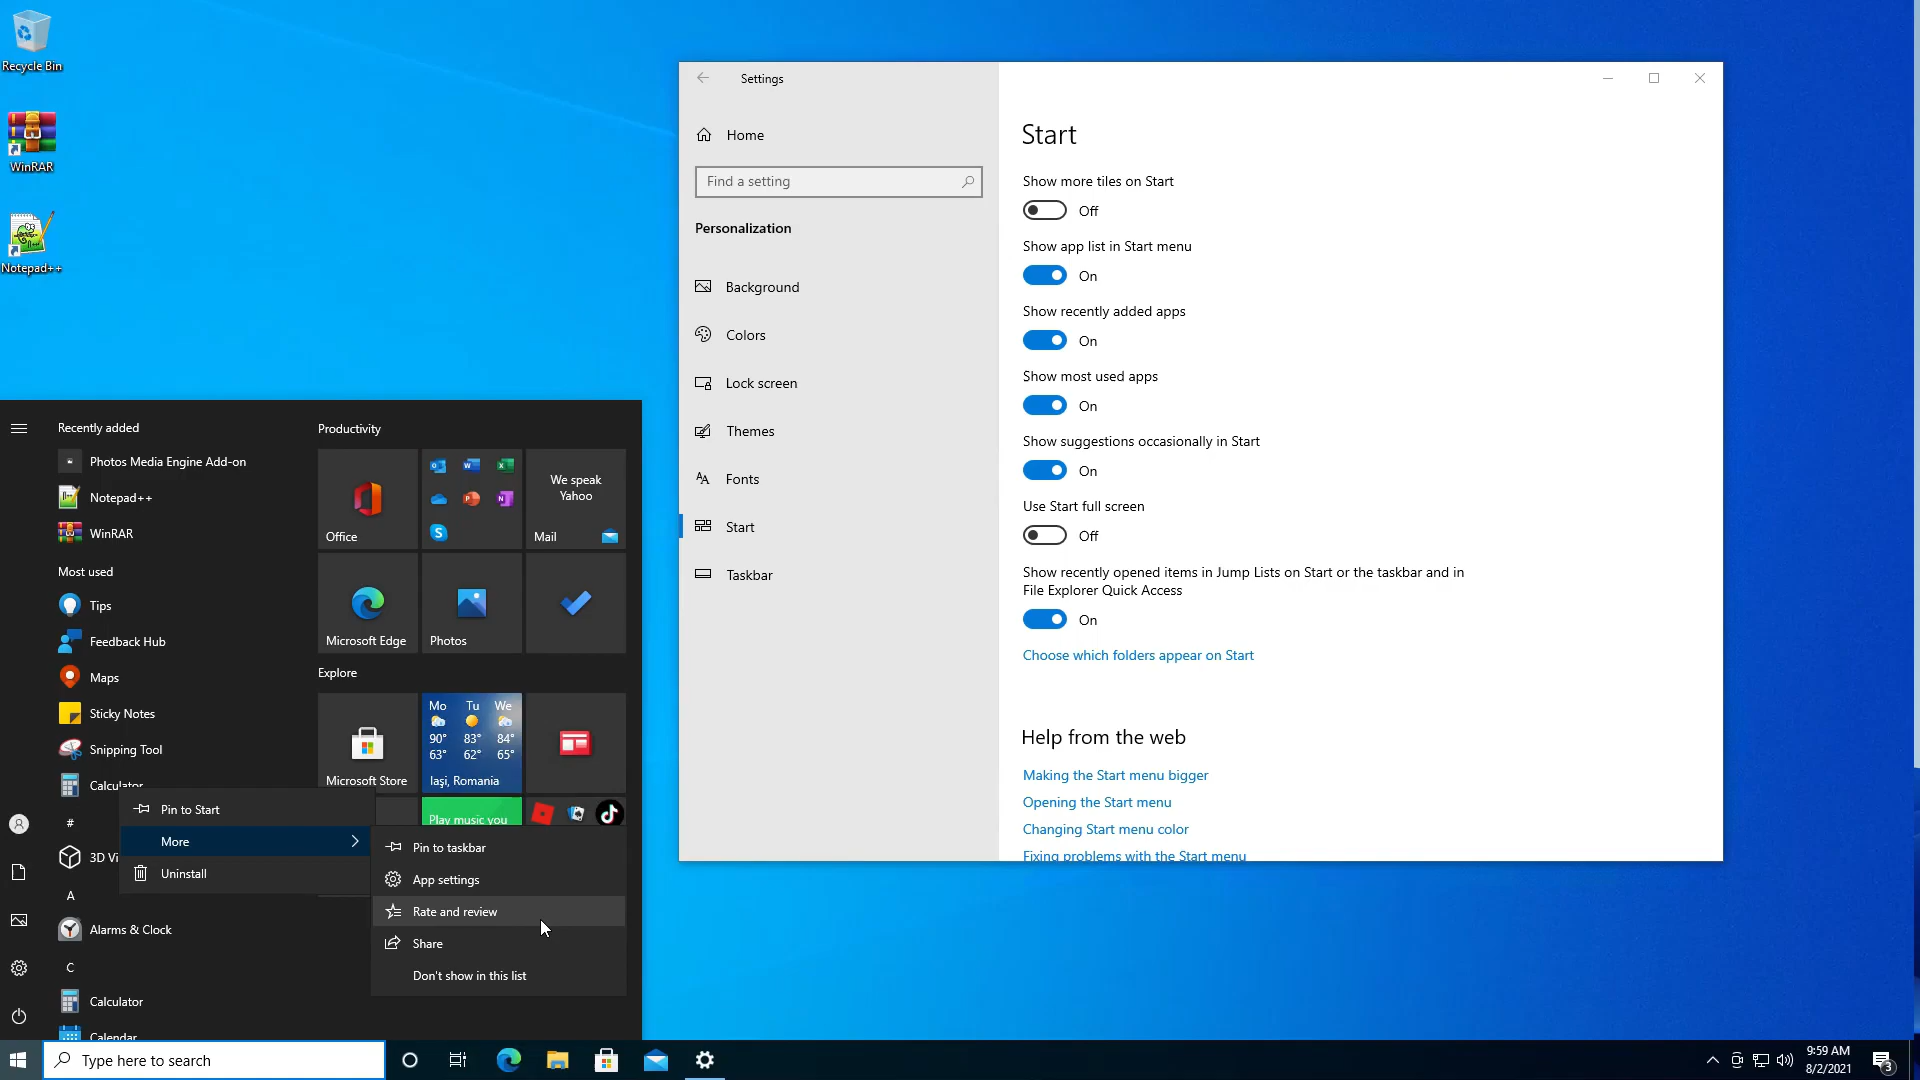 Recycle Bin
WinRAR
Notepad++
Settings
Home
Find a setting
Personalization
Background
Colors
Lock screen
Themes
Fonts
Start
Taskbar
Start
Show more tiles on Start
Off
Show app list in Start menu
On
Show recently added apps
On
Show most used apps
On
Show suggestions occasionally in Start
On
Use Start full screen
Off
Show recently opened items in Jump Lists on Start or the taskbar and in
File Explorer Quick Access
On
Choose which folders appear on Start
Help from the web
Making the Start menu bigger
Opening the Start menu
Changing Start menu color
Fixing problems with the Start menu
Recently added
Photos Media Engine Add-on
Notepad++
WinRAR
Most used
Tips
Feedback Hub
Maps
Sticky Notes
Snipping Tool
Calculator
#
3D Vi
A
Alarms & Clock
C
Calculator
Calendar
Productivity
Office
We speak
Yahoo
Mail
Microsoft Edge
Photos
Explore
Microsoft Store
Mo Tu We
90° 83° 84°
63° 62° 65°
Iași, Romania
Play music you
Pin to Start
More
Uninstall
Pin to taskbar
App settings
Rate and review
Share
Don't show in this list
Type here to search
9:59 AM
8/2/2021
3